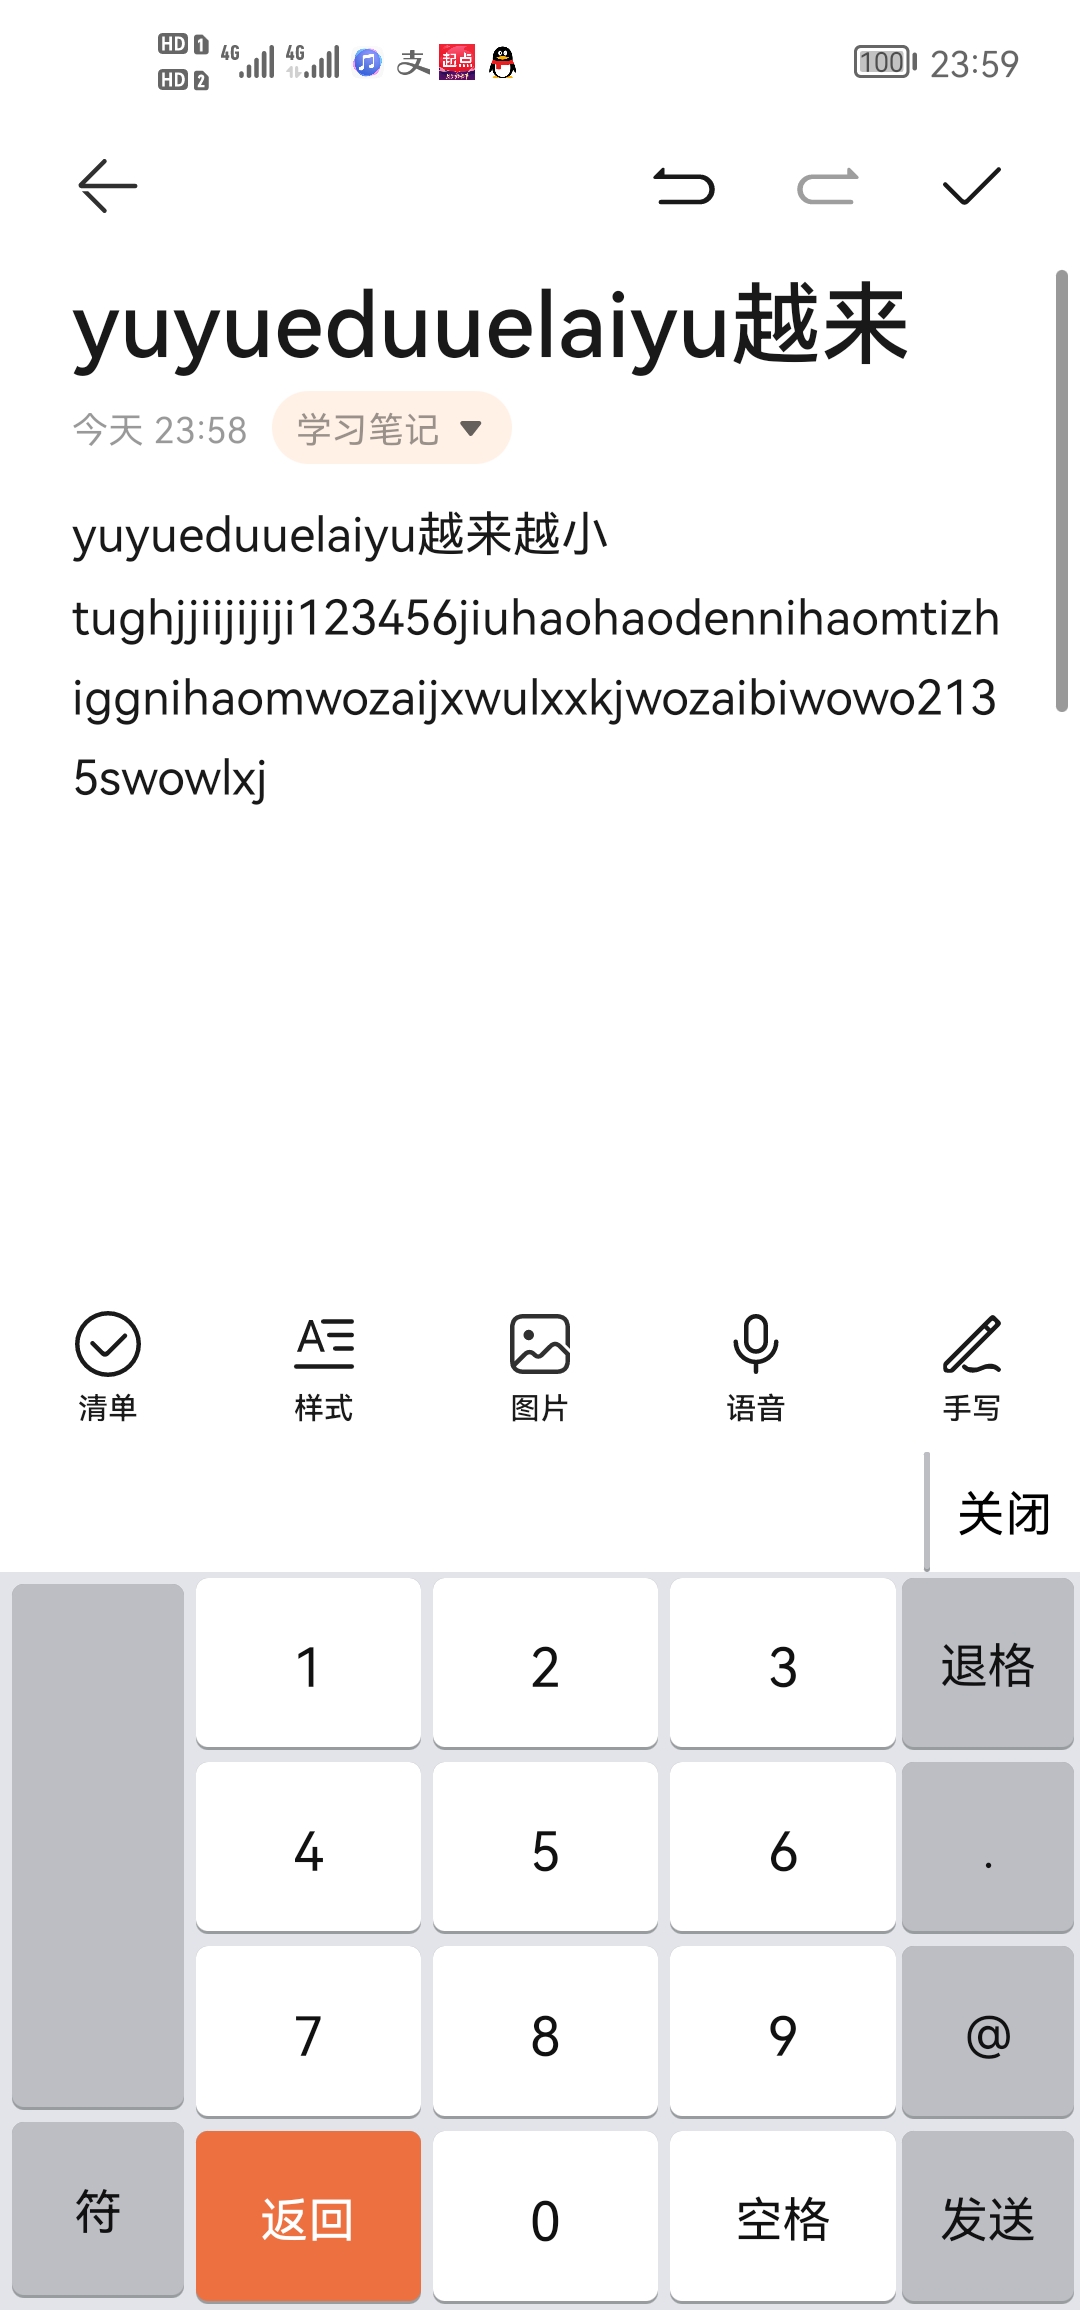 HD 1 4G 4G 支 起点 100 23:59
HD 2
yuyueduuelaiyu越来
今天 23:58 学习笔记
yuyueduuelaiyu越来越小
tughjjiijijiji123456jiuhaohaodennihaomtizh
iggnihaomwozaijxwulxxkjwozaibiwowo213
5swowlxj
清单 样式 图片 语音 手写
关闭
1 2 3 退格
4 5 6 .
7 8 9 @
符 返回 0 空格 发送